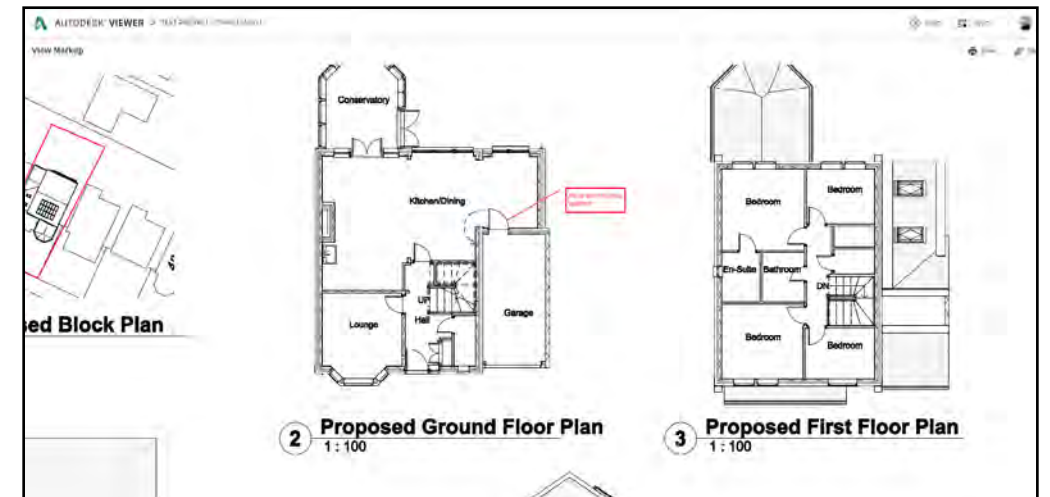 AUTODESK VIEWER >
View Markup
Conservatory
Kitchen/Dining
UP
Hall
Lounge
Garage
Bedroom
Bedroom
En-Suite
Bathroom
DN
Bedroom
Bedroom
sed Block Plan
2 Proposed Ground Floor Plan
1 : 100
3 Proposed First Floor Plan
1 : 100